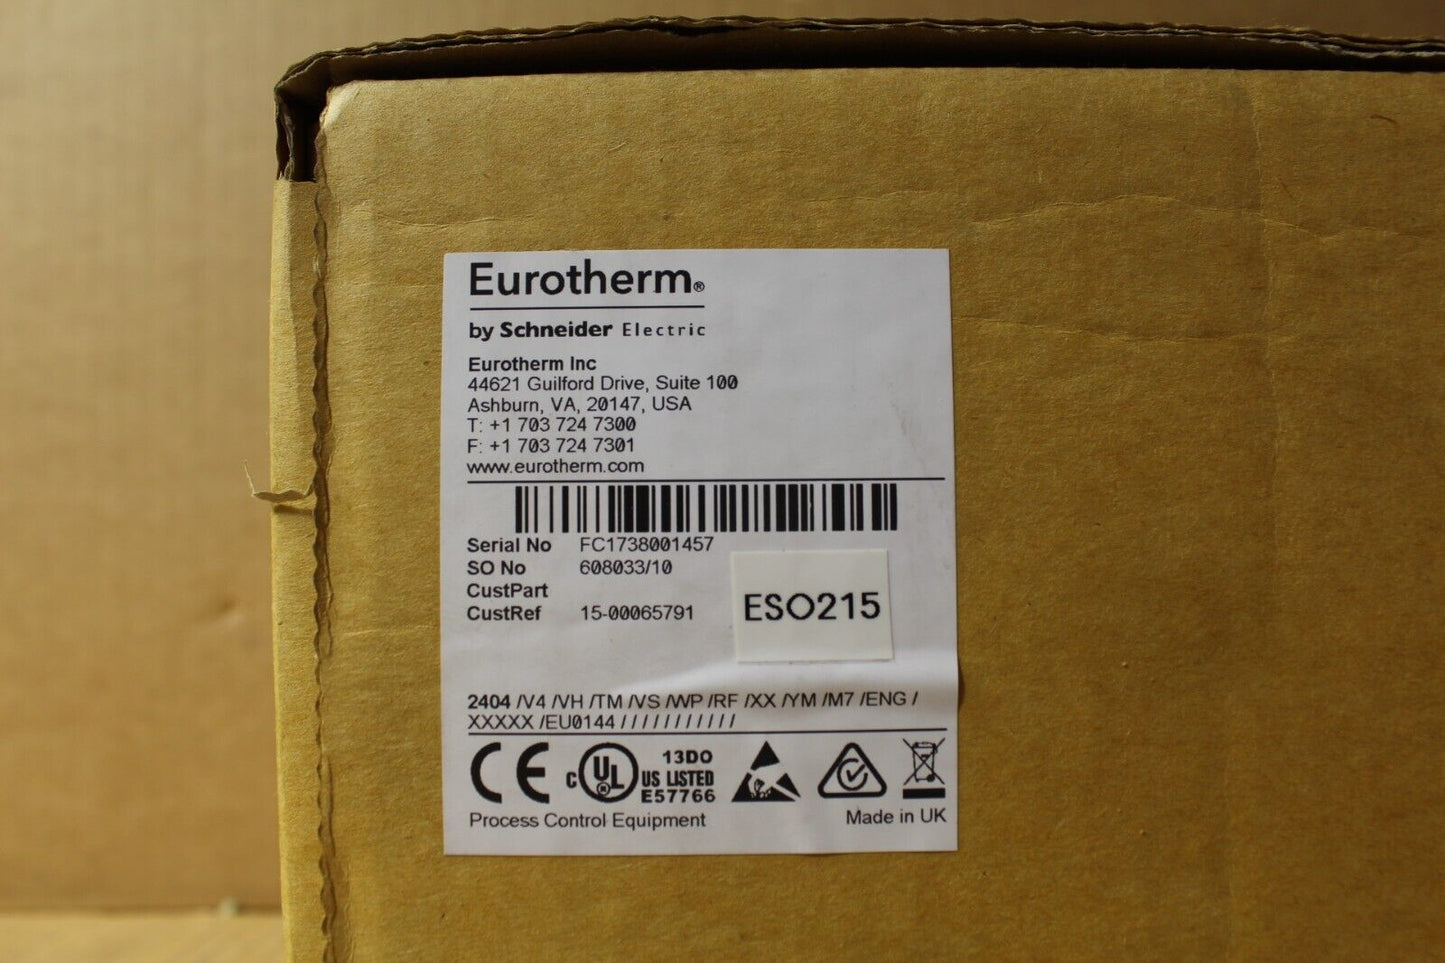 Eurotherm®
by Schneider Electric
Eurotherm Inc
44621 Guilford Drive, Suite 100
Ashburn, VA, 20147, USA
T: +1 703 724 7300
F: +1 703 724 7301
www.eurotherm.com
Serial No FC1738001457
SO No 608033/10
CustPart
CustRef 15-00065791
ESO215
2404 /V4 /VH /TM /VS /WP /RF /XX /YM /M7 /ENG /
XXXXX /EU0144 / / / / / / / / / / /
CE C UL ® US LISTED 13DO E57766
Process Control Equipment Made in UK